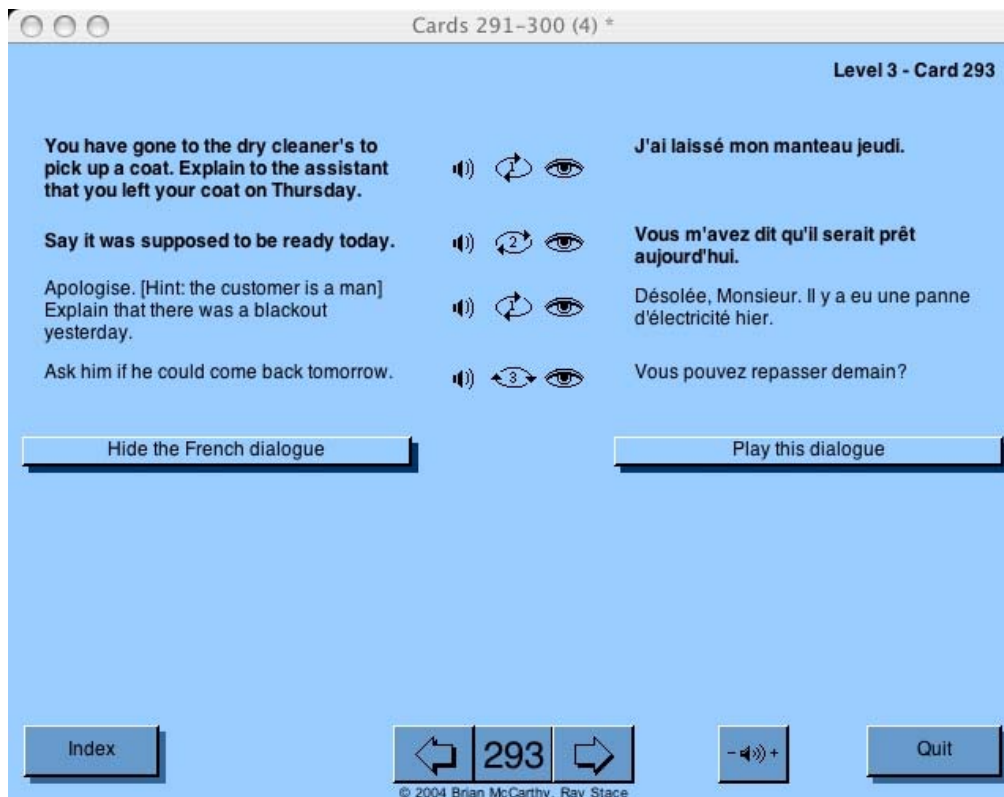 Cards 291-300 (4) *
Level 3 - Card 293
You have gone to the dry cleaner's to
pick up a coat. Explain to the assistant
that you left your coat on Thursday.
1
J'ai laissé mon manteau jeudi.
Say it was supposed to be ready today.
2
Vous m'avez dit qu'il serait prêt
aujourd'hui.
Apologise. [Hint: the customer is a man]
Explain that there was a blackout
yesterday.
1
Désolée, Monsieur. Il y a eu une panne
d'électricité hier.
Ask him if he could come back tomorrow.
3
Vous pouvez repasser demain?
Hide the French dialogue
Play this dialogue
Index
293
- +
Quit
© 2004 Brian McCarthy, Ray Stace